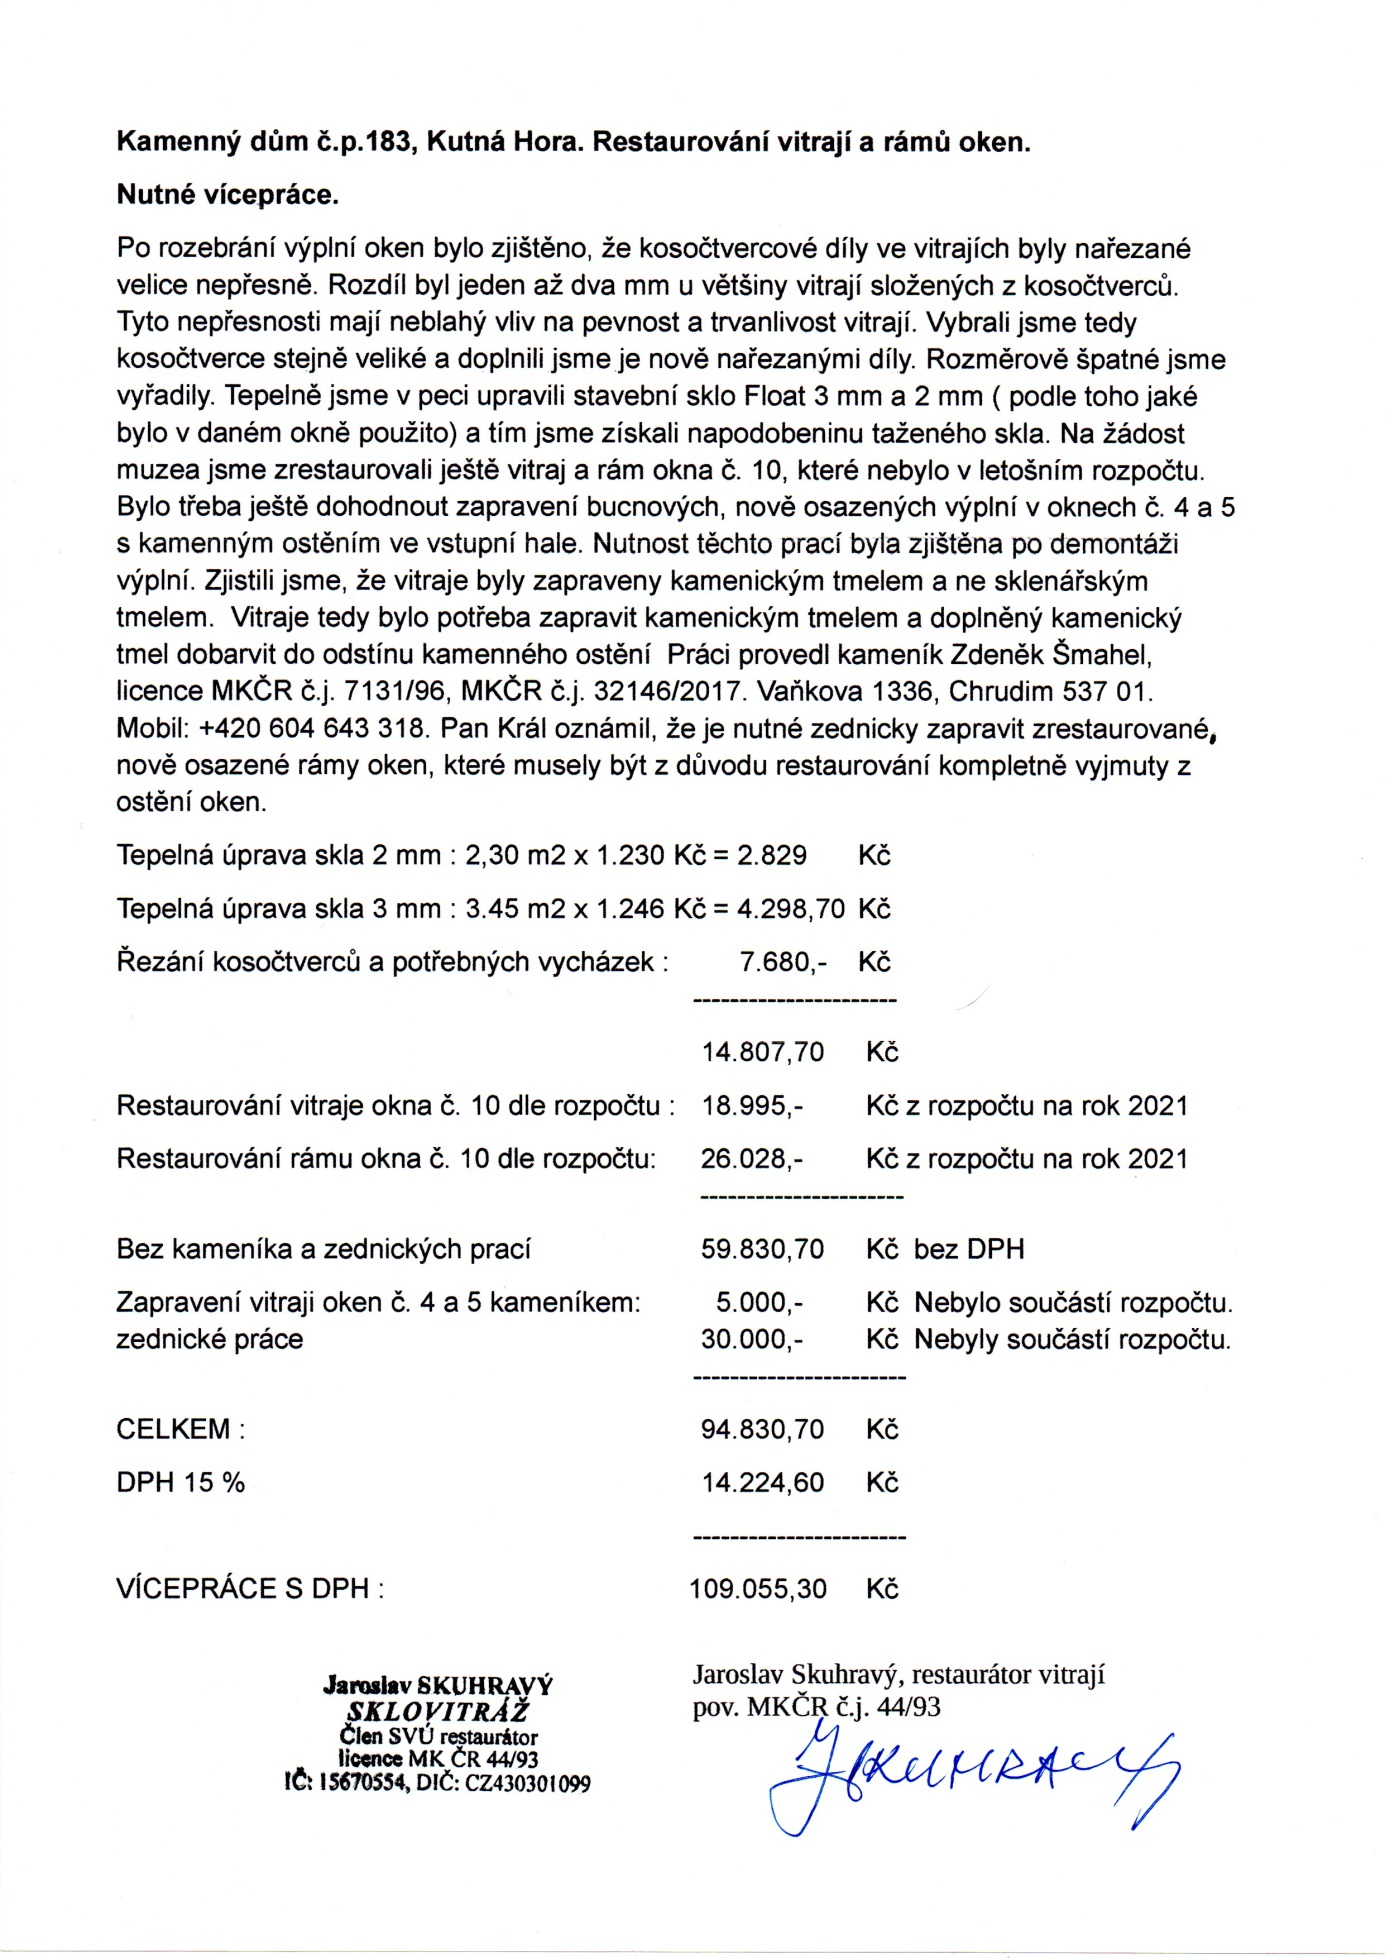 Kamenný dům č.p.183, Kutná Hora. Restaurování vitrají a rámů oken.
Nutné vícepráce.
Po rozebrání výplní oken bylo zjištěno, že kosočtvercové díly ve vitrajích byly nařezané
velice nepřesně. Rozdíl byl jeden až dva mm u většiny vitrají složených z kosočtverců.
Tyto nepřesnosti mají neblahý vliv na pevnost a trvanlivost vitrají. Vybrali jsme tedy
kosočtverce stejně veliké a doplnili jsme je nově nařezanými díly. Rozměrově špatné jsme
vyřadily. Tepelně jsme v peci upravili stavební sklo Float 3 mm a 2 mm ( podle toho jaké
bylo v daném okně použito) a tím jsme získali napodobeninu taženého skla. Na žádost
muzea jsme zrestaurovali ještě vitraj a rám okna č. 10, které nebylo v letošním rozpočtu.
Bylo třeba ještě dohodnout zapravení bucnových, nově osazených výplní v oknech č. 4 a 5
s kamenným ostěním ve vstupní hale. Nutnost těchto prací byla zjištěna po demontáži
výplní. Zjistili jsme, že vitraje byly zapraveny kamenickým tmelem a ne sklenářským
tmelem.  Vitraje tedy bylo potřeba zapravit kamenickým tmelem a doplněný kamenický
tmel dobarvit do odstínu kamenného ostění  Práci provedl kameník Zdeněk Šmahel,
licence MKČR č.j. 7131/96, MKČR č.j. 32146/2017. Vaňkova 1336, Chrudim 537 01.
Mobil: +420 604 643 318. Pan Král oznámil, že je nutné zednicky zapravit zrestaurované,
nově osazené rámy oken, které musely být z důvodu restaurování kompletně vyjmuty z
ostění oken.
Tepelná úprava skla 2 mm : 2,30 m2 x 1.230 Kč = 2.829 Kč
Tepelná úprava skla 3 mm : 3.45 m2 x 1.246 Kč = 4.298,70 Kč
Řezání kosočtverců a potřebných vycházek : 7.680,- Kč
----------------------
14.807,70 Kč
Restaurování vitraje okna č. 10 dle rozpočtu : 18.995,- Kč z rozpočtu na rok 2021
Restaurování rámu okna č. 10 dle rozpočtu: 26.028,- Kč z rozpočtu na rok 2021
----------------------
Bez kameníka a zednických prací 59.830,70 Kč bez DPH
Zapravení vitraji oken č. 4 a 5 kameníkem: 5.000,- Kč Nebylo součástí rozpočtu.
zednické práce 30.000,- Kč Nebyly součástí rozpočtu.
-----------------------
CELKEM : 94.830,70 Kč
DPH 15 % 14.224,60 Kč
-----------------------
VÍCEPRÁCE S DPH : 109.055,30 Kč
Jaroslav Skuhravý, restaurátor vitrají
pov. MKČR č.j. 44/93
Jaroslav SKUHRAVÝ
SKLOVITRÁŽ
Člen SVÚ restaurátor
licence MK ČR 44/93
IČ: 15670554, DIČ: CZ430301099
JSKUHRAVÝ